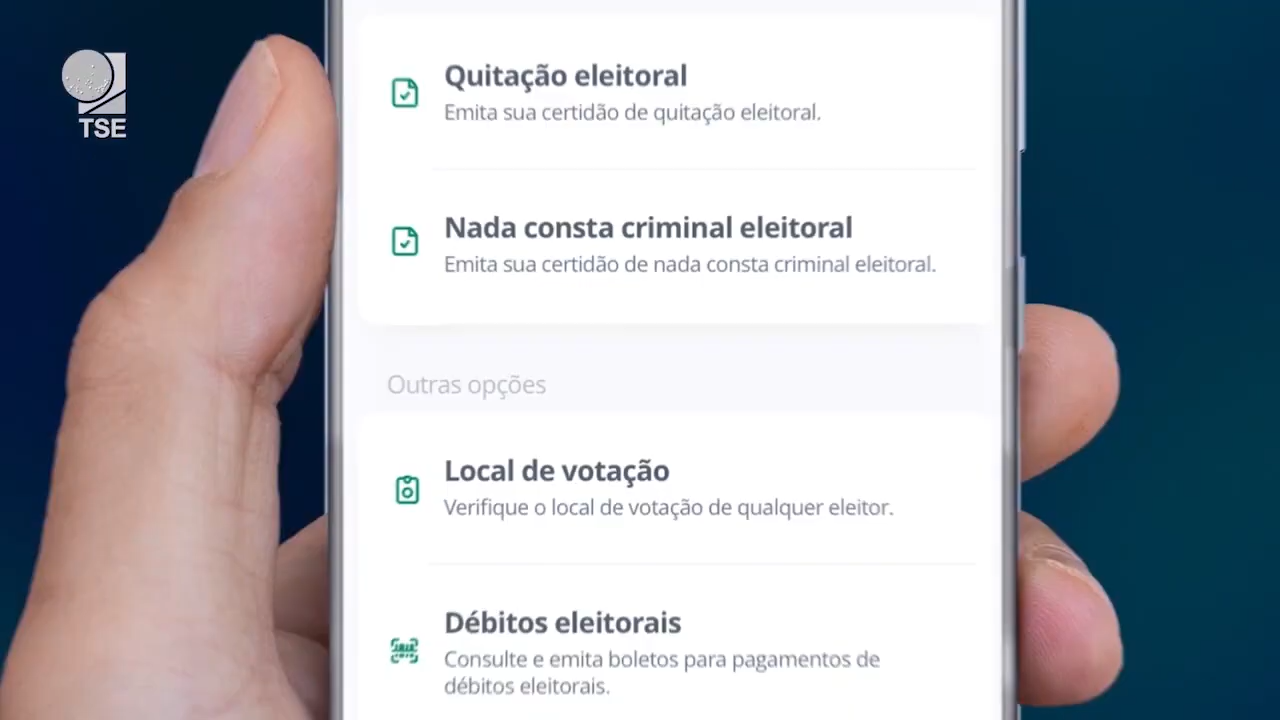 TSE
Quitação eleitoral
Emita sua certidão de quitação eleitoral.
Nada consta criminal eleitoral
Emita sua certidão de nada consta criminal eleitoral.
Outras opções
Local de votação
Verifique o local de votação de qualquer eleitor.
Débitos eleitorais
Consulte e emita boletos para pagamentos de
débitos eleitorais.